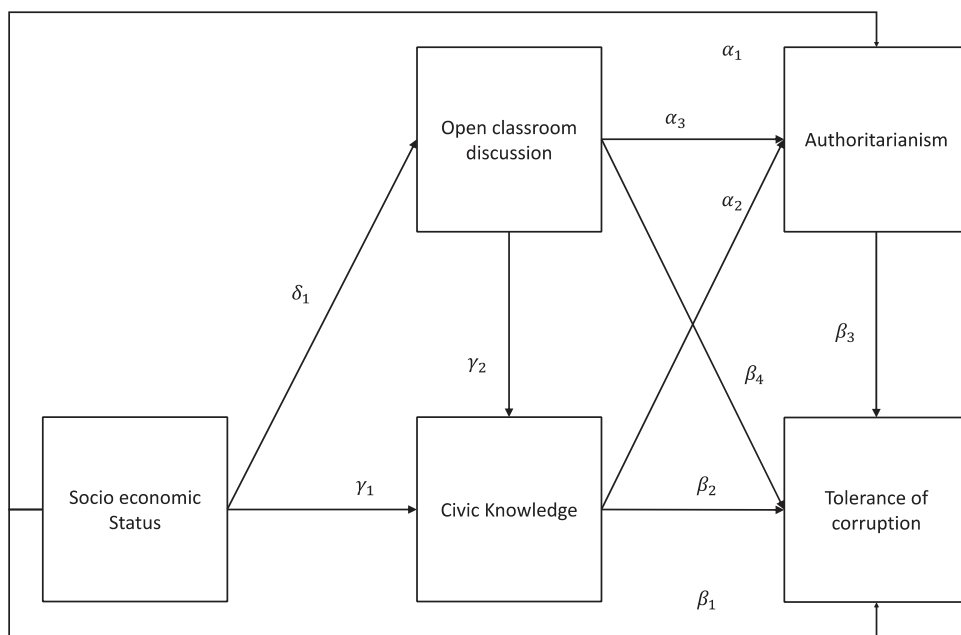 α₁
Open classroom
discussion
α₃
Authoritarianism
α₂
δ₁
γ₂
β₄
β₃
Socio economic
Status
γ₁
Civic Knowledge
β₂
Tolerance of
corruption
β₁